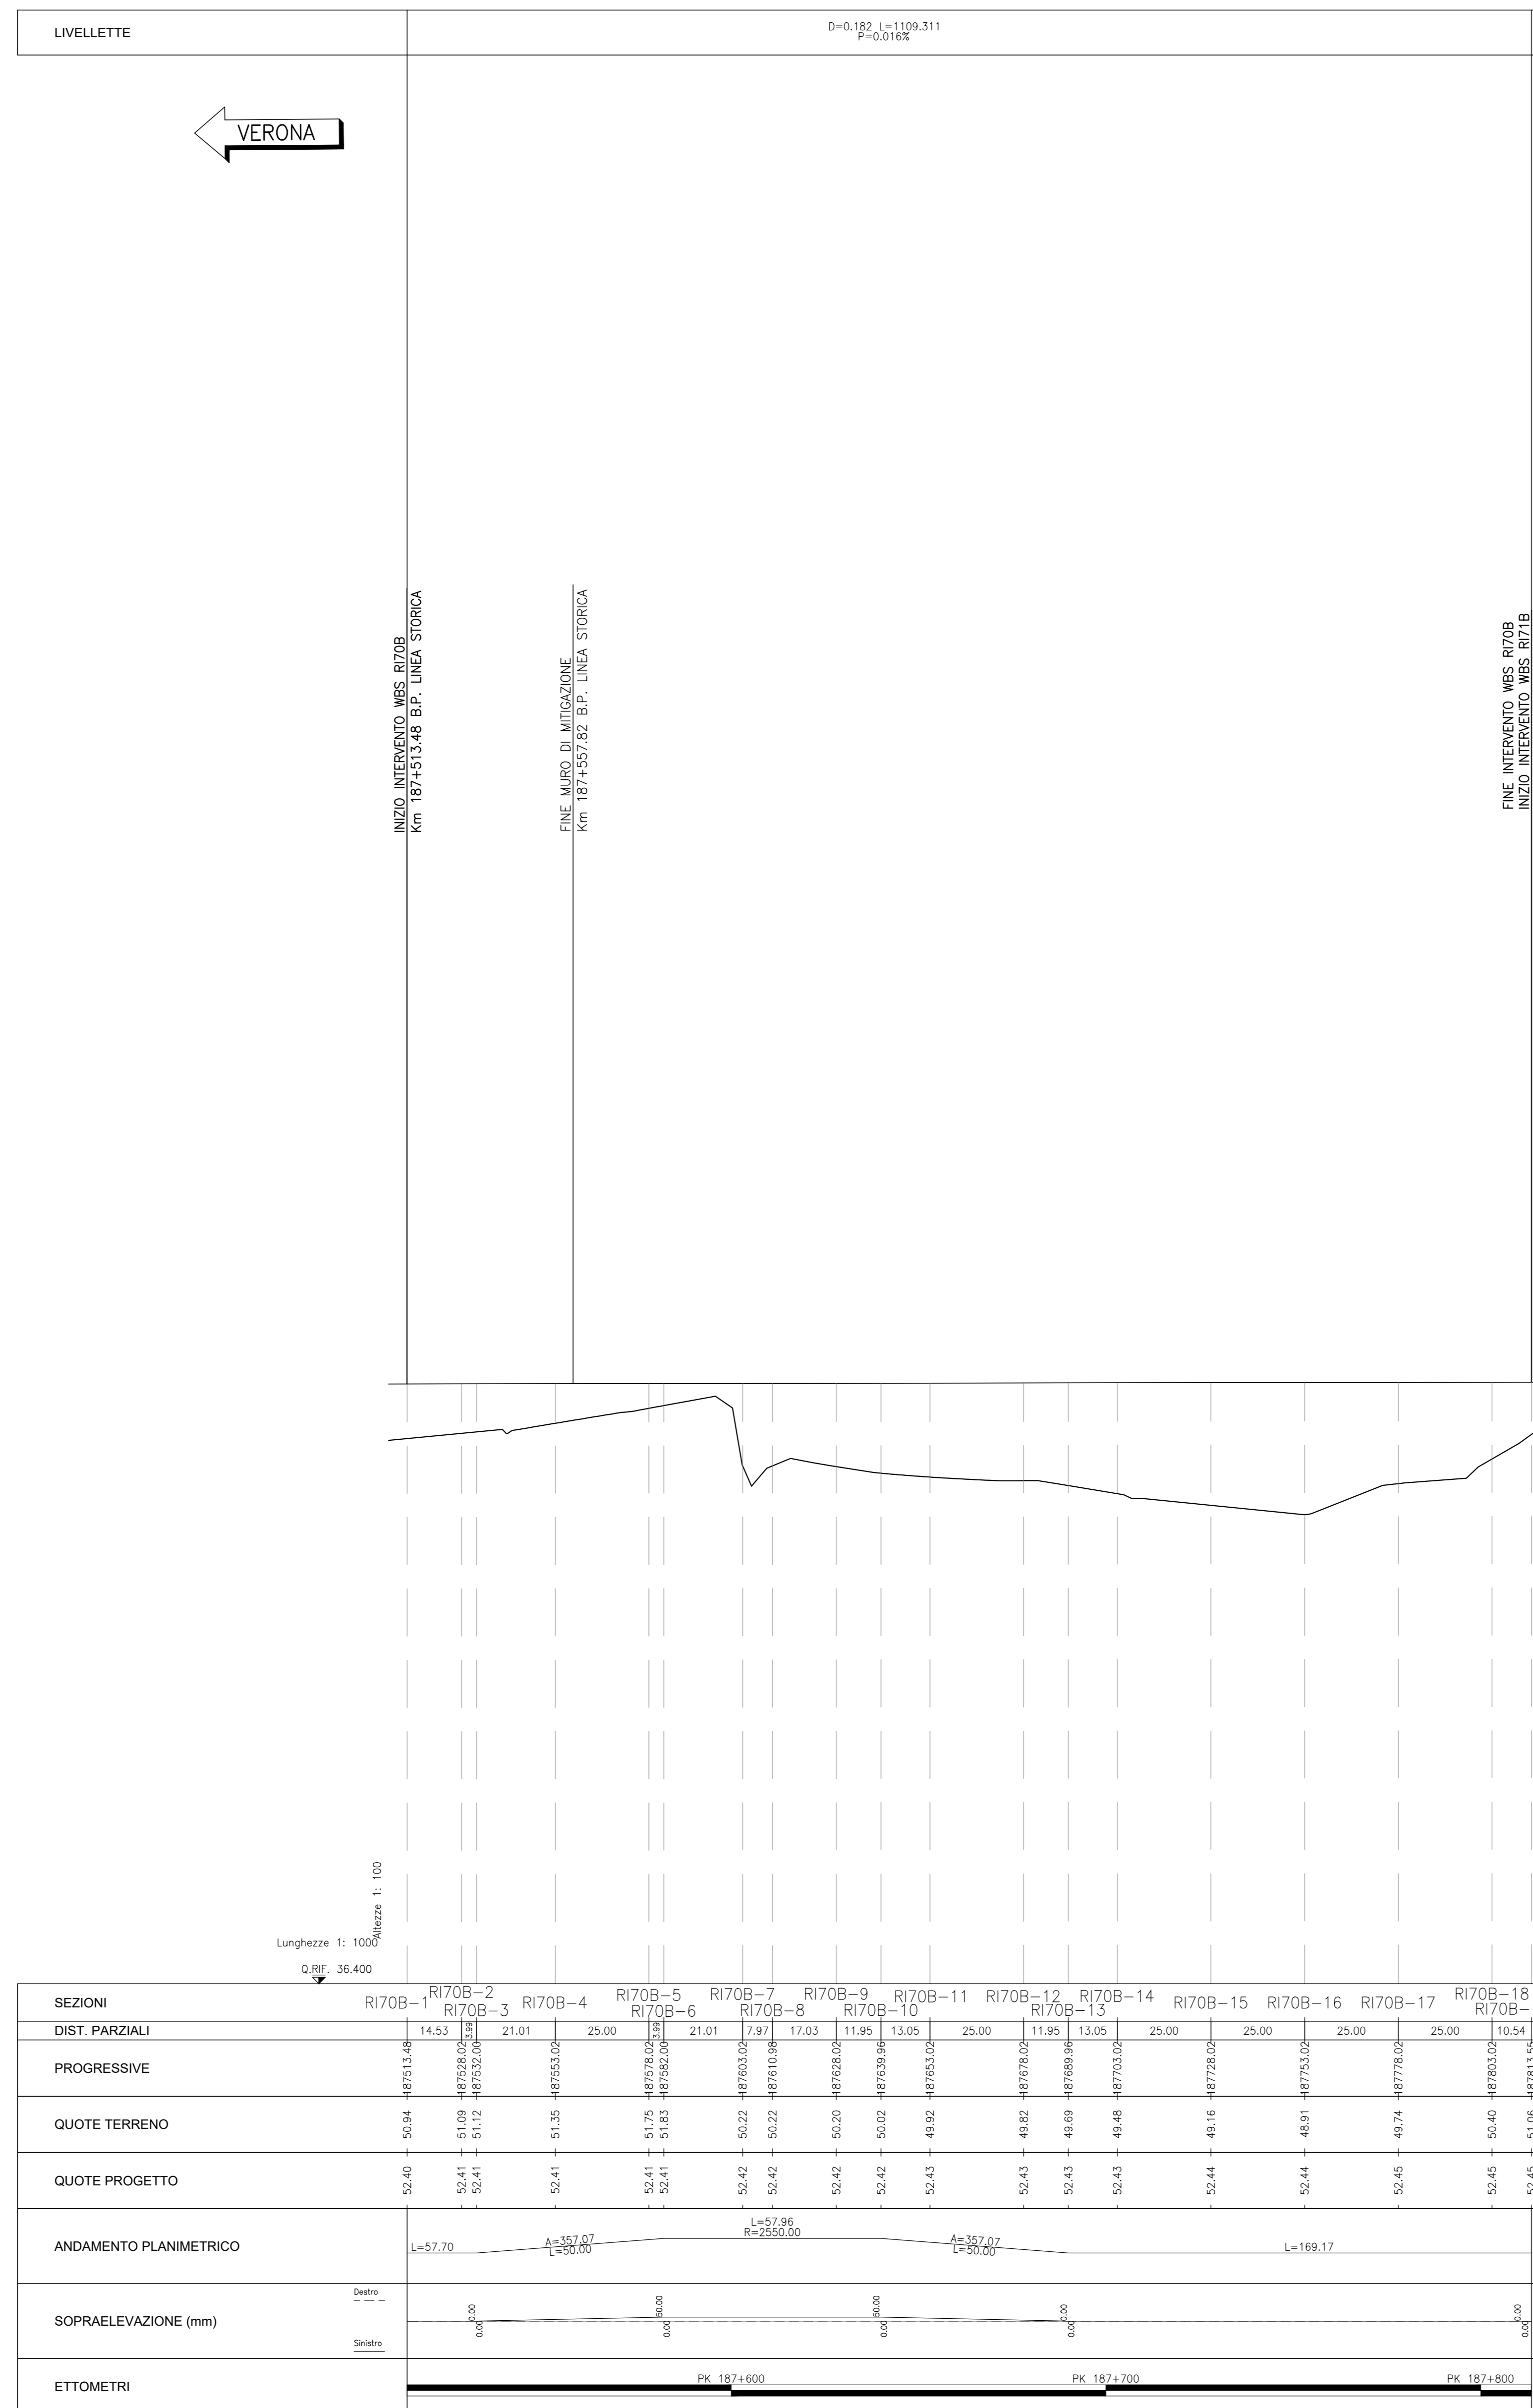 LIVELLETTE
D=0.182 L=1109.311
P=0.016%
VERONA
INIZIO INTERVENTO WBS RI70B
Km 187+513.48 B.P. LINEA STORICA
FINE MURO DI MITIGAZIONE
Km 187+557.82 B.P. LINEA STORICA
FINE INTERVENTO WBS RI70B
INIZIO INTERVENTO WBS RI71B
Altezze 1: 100
Lunghezze 1: 1000
Q.RIF. 36.400
SEZIONI
RI70B-1 RI70B-2 RI70B-3 RI70B-4 RI70B-5 RI70B-6 RI70B-7 RI70B-8 RI70B-9 RI70B-10 RI70B-11 RI70B-12 RI70B-13 RI70B-14 RI70B-15 RI70B-16 RI70B-17 RI70B-18 RI70B-
DIST. PARZIALI
14.53 3.99 21.01 25.00 3.99 21.01 7.97 17.03 11.95 13.05 25.00 11.95 13.05 25.00 25.00 25.00 25.00 10.54
PROGRESSIVE
187513.48 187528.02 187532.00 187553.02 187578.02 187582.00 187603.02 187610.98 187628.02 187639.96 187653.02 187678.02 187689.96 187703.02 187728.02 187753.02 187778.02 187803.02 187813.55
QUOTE TERRENO
50.94 51.09 51.12 51.35 51.75 51.83 50.22 50.22 50.20 50.02 49.92 49.82 49.69 49.48 49.16 48.91 49.74 50.40 51.06
QUOTE PROGETTO
52.40 52.41 52.41 52.41 52.41 52.41 52.42 52.42 52.42 52.42 52.43 52.43 52.43 52.43 52.44 52.44 52.45 52.45 52.45
ANDAMENTO PLANIMETRICO
L=57.70
A=357.07
L=50.00
L=57.96
R=2550.00
A=357.07
L=50.00
L=169.17
SOPRAELEVAZIONE (mm)
Destro
Sinistro
0.00 50.00 50.00 0.00 0.00
0.00 0.00 0.00 0.00 0.00
ETTOMETRI
PK 187+600 PK 187+700 PK 187+800